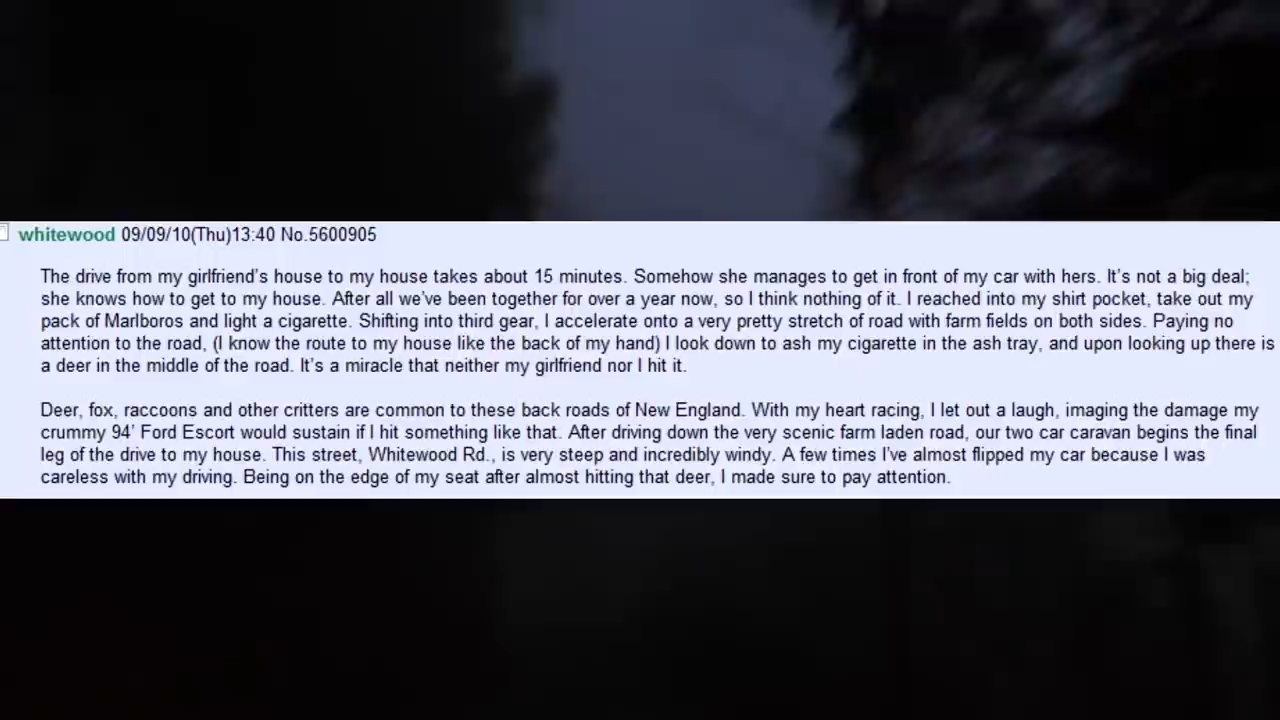 whitewood 09/09/10(Thu)13:40 No.5600905
The drive from my girlfriend's house to my house takes about 15 minutes. Somehow she manages to get in front of my car with hers. It's not a big deal;
she knows how to get to my house. After all we've been together for over a year now, so I think nothing of it. I reached into my shirt pocket, take out my
pack of Marlboros and light a cigarette. Shifting into third gear, I accelerate onto a very pretty stretch of road with farm fields on both sides. Paying no
attention to the road, (I know the route to my house like the back of my hand) I look down to ash my cigarette in the ash tray, and upon looking up there is
a deer in the middle of the road. It's a miracle that neither my girlfriend nor I hit it.
Deer, fox, raccoons and other critters are common to these back roads of New England. With my heart racing, I let out a laugh, imaging the damage my
crummy 94' Ford Escort would sustain if I hit something like that. After driving down the very scenic farm laden road, our two car caravan begins the final
leg of the drive to my house. This street, Whitewood Rd., is very steep and incredibly windy. A few times I've almost flipped my car because I was
careless with my driving. Being on the edge of my seat after almost hitting that deer, I made sure to pay attention.